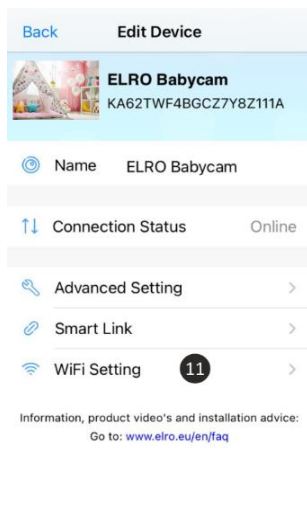 Back Edit Device
ELRO Babycam
KA62TWF4BGCZ7Y8Z111A
Name ELRO Babycam
Connection Status Online
Advanced Setting
Smart Link
WiFi Setting 11
Information, product video's and installation advice:
Go to: www.elro.eu/en/faq